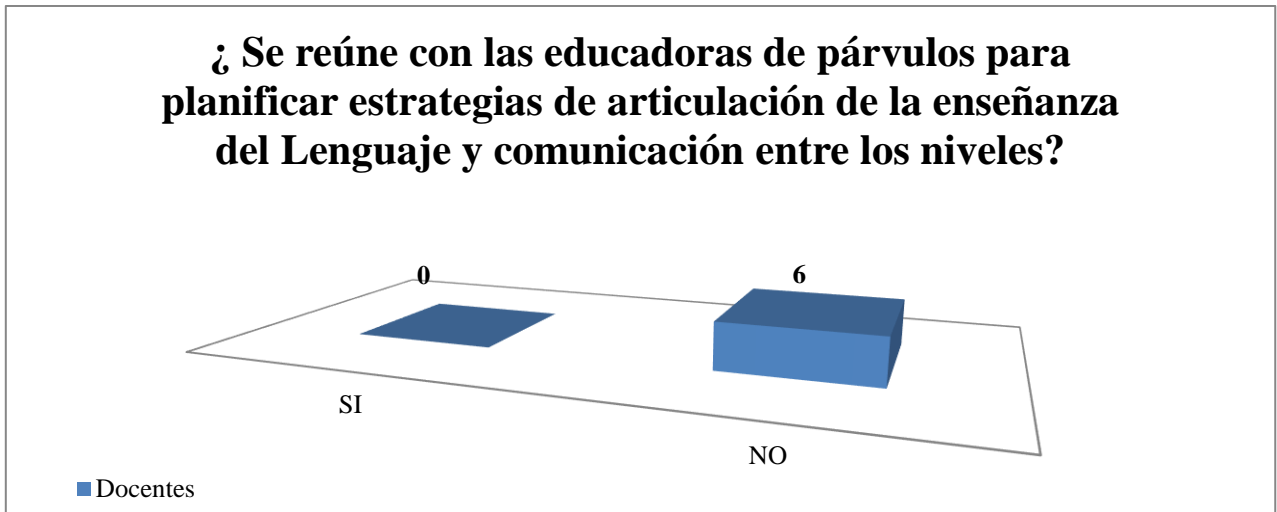 ¿ Se reúne con las educadoras de párvulos para
planificar estrategias de articulación de la enseñanza
del Lenguaje y comunicación entre los niveles?
0
6
SI
NO
Docentes